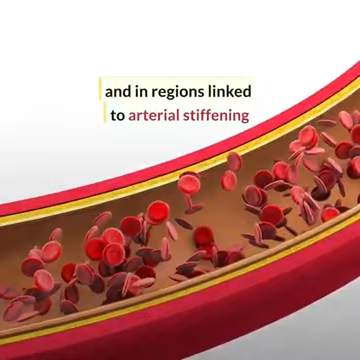 and in regions linked
to arterial stiffening